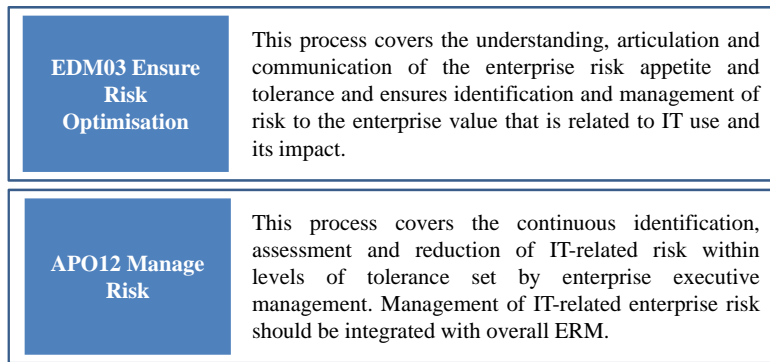 EDM03 Ensure
Risk
Optimisation
This process covers the understanding, articulation and
communication of the enterprise risk appetite and
tolerance and ensures identification and management of
risk to the enterprise value that is related to IT use and
its impact.
APO12 Manage
Risk
This process covers the continuous identification,
assessment and reduction of IT-related risk within
levels of tolerance set by enterprise executive
management. Management of IT-related enterprise risk
should be integrated with overall ERM.